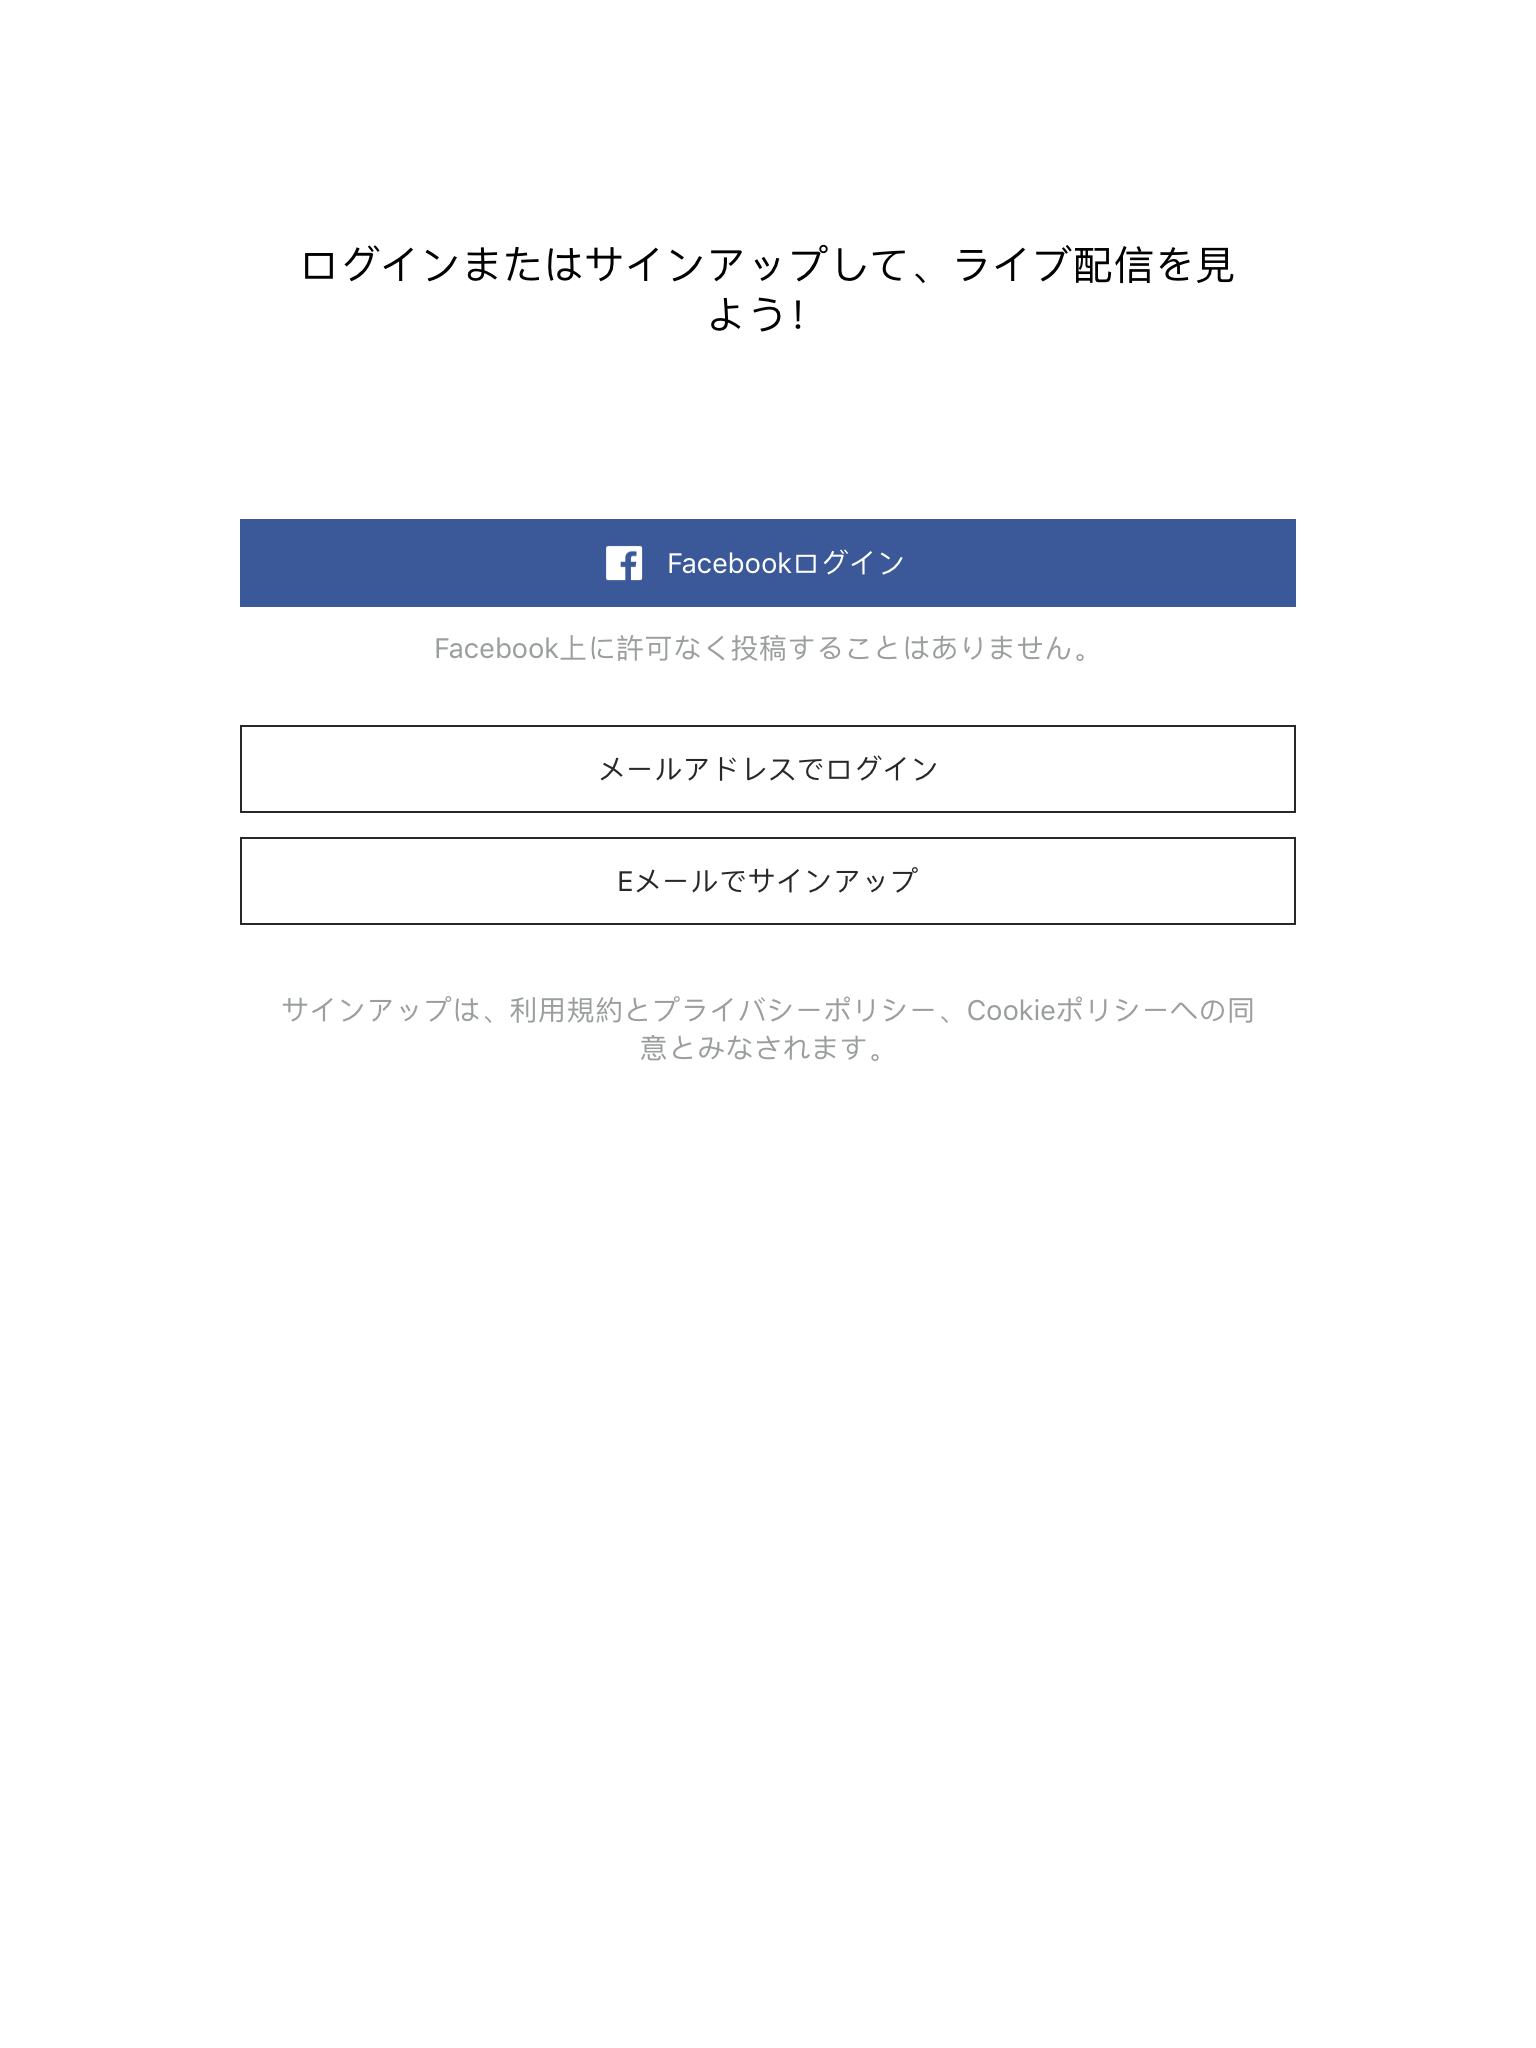 ログインまたはサインアップして、ライブ配信を見
よう!
Facebookログイン
Facebook上に許可なく投稿することはありません。
メールアドレスでログイン
Eメールでサインアップ
サインアップは、利用規約とプライバシーポリシー、Cookieポリシーへの同
意とみなされます。